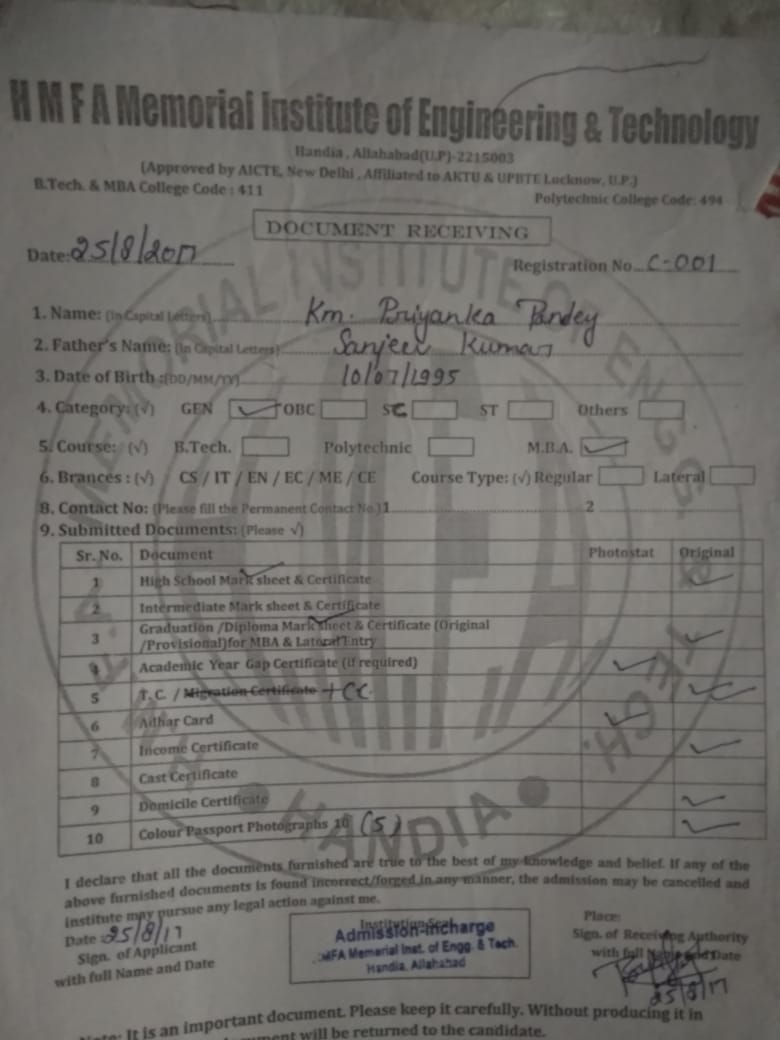 H M F A Memorial Institute of Engineering & Technology
Handia, Allahabad(U.P)-2215003
(Approved by AICTE, New Delhi, Affiliated to AKTU & UPBTE Lucknow, U.P.)
B.Tech. & MBA College Code : 411
Polytechnic College Code: 494
DOCUMENT RECEIVING
Date: 25/8/2017
Registration No... C-001
1. Name: (In Capital Letters) Km. Priyanka Pandey
2. Father's Name: (In Capital Letters) Sanjeev Kumar
3. Date of Birth :(DD/MM/YY) 10/07/1995
4. Category: (√) GEN ✓ OBC SC ST Others
5. Course: (√) B.Tech. Polytechnic M.B.A. ✓
6. Brances : (√) CS / IT / EN / EC / ME / CE Course Type: (√) Regular Lateral
8. Contact No: (Please fill the Permanent Contact No.)1 2
9. Submitted Documents: (Please √)
Sr. No. Document Photostat Original
1 High School Mark sheet & Certificate ✓
2 Intermediate Mark sheet & Certificate
3 Graduation /Diploma Mark sheet & Certificate (Original
/Provisional)for MBA & Lateral Entry ✓
4 Academic Year Gap Certificate (if required) ✓
5 T.C. / Migration Certificate + CC ✓
6 Adhar Card ✓
7 Income Certificate ✓
8 Cast Certificate
9 Domicile Certificate ✓
10 Colour Passport Photographs 10 (5) ✓
I declare that all the documents furnished are true to the best of my knowledge and belief. If any of the
above furnished documents is found incorrect/forged in any manner, the admission may be cancelled and
institute may pursue any legal action against me.
Date : 25/8/17
Sign. of Applicant
with full Name and Date
Institution Seal
Admission-Incharge
MFA Memorial Inst. of Engg. & Tech.
Handia, Allahabad
Place:
Sign. of Receiving Authority
with full Name and Date
25/8/17
Note: It is an important document. Please keep it carefully. Without producing it in
will be returned to the candidate.
MEMORIAL INSTITUTE OF ENGG. & TECH.
HANDIA